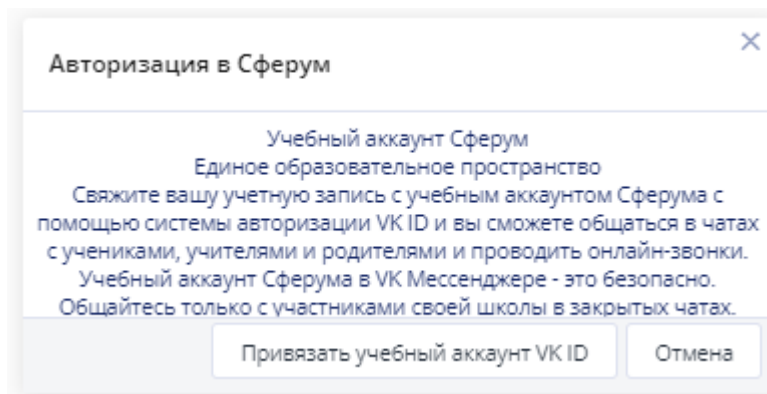 Авторизация в Сферум
Учебный аккаунт Сферум
Единое образовательное пространство
Свяжите вашу учетную запись с учебным аккаунтом Сферума с
помощью системы авторизации VK ID и вы сможете общаться в чатах
с учениками, учителями и родителями и проводить онлайн-звонки.
Учебный аккаунт Сферума в VK Мессенджере - это безопасно.
Общайтесь только с участниками своей школы в закрытых чатах.
Привязать учебный аккаунт VK ID
Отмена